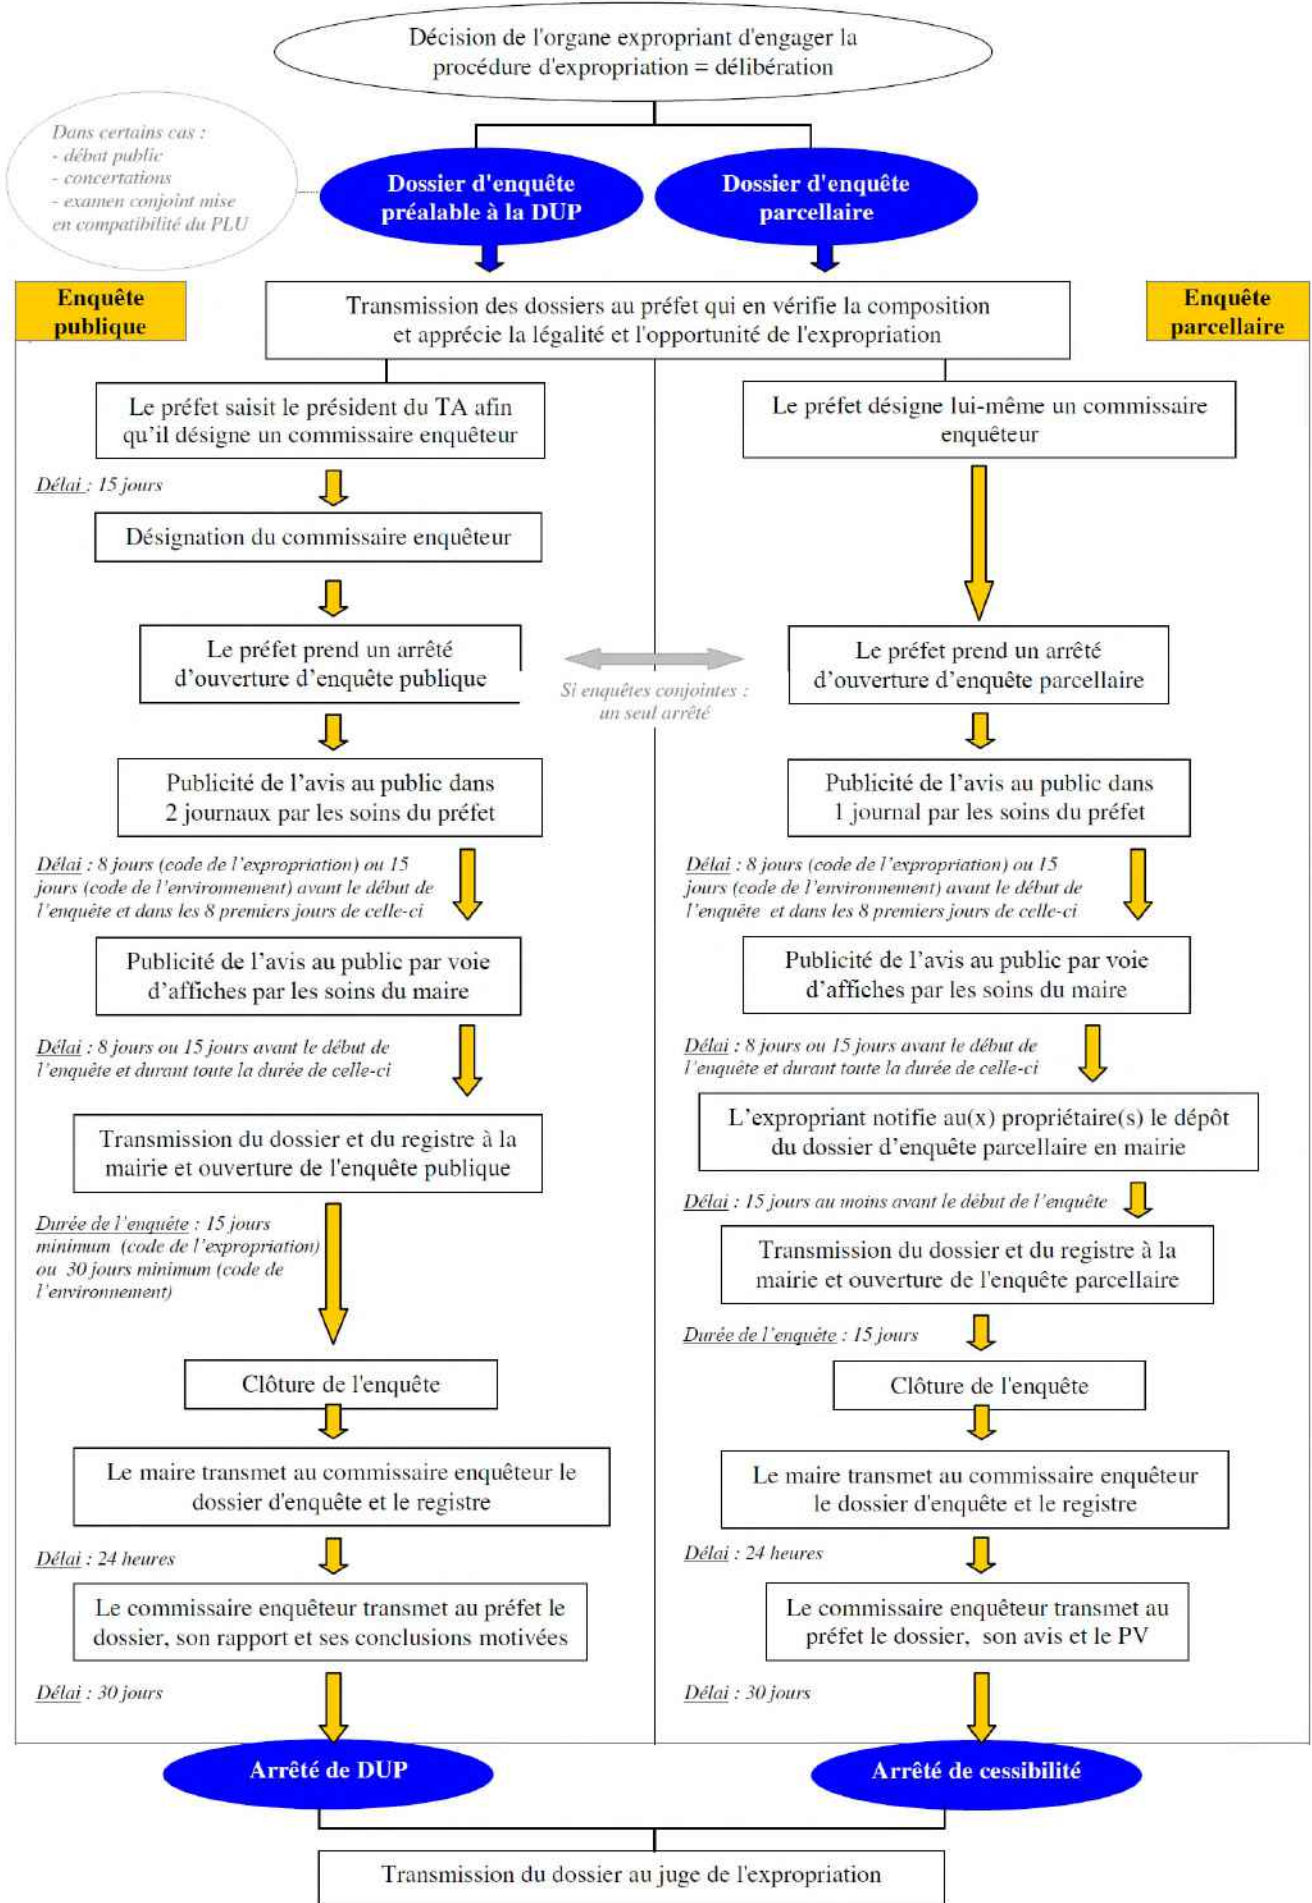 Décision de l'organe expropriant d'engager la
procédure d'expropriation = délibération
Dans certains cas :
- débat public
- concertations
- examen conjoint mise
en compatibilité du PLU
Dossier d'enquête
préalable à la DUP
Dossier d'enquête
parcellaire
Enquête
publique
Transmission des dossiers au préfet qui en vérifie la composition
et apprécie la légalité et l'opportunité de l'expropriation
Enquête
parcellaire
Le préfet saisit le président du TA afin
qu’il désigne un commissaire enquêteur
Délai : 15 jours
Désignation du commissaire enquêteur
Le préfet prend un arrêté
d’ouverture d’enquête publique
Publicité de l’avis au public dans
2 journaux par les soins du préfet
Délai : 8 jours (code de l’expropriation) ou 15
jours (code de l’environnement) avant le début de
l’enquête et dans les 8 premiers jours de celle-ci
Publicité de l’avis au public par voie
d’affiches par les soins du maire
Délai : 8 jours ou 15 jours avant le début de
l’enquête et durant toute la durée de celle-ci
Transmission du dossier et du registre à la
mairie et ouverture de l'enquête publique
Durée de l’enquête : 15 jours
minimum (code de l’expropriation)
ou 30 jours minimum (code de
l’environnement)
Clôture de l'enquête
Le maire transmet au commissaire enquêteur le
dossier d'enquête et le registre
Délai : 24 heures
Le commissaire enquêteur transmet au préfet le
dossier, son rapport et ses conclusions motivées
Délai : 30 jours
Arrêté de DUP
Si enquêtes conjointes :
un seul arrêté
Le préfet désigne lui-même un commissaire
enquêteur
Le préfet prend un arrêté
d’ouverture d’enquête parcellaire
Publicité de l’avis au public dans
1 journal par les soins du préfet
Délai : 8 jours (code de l’expropriation) ou 15
jours (code de l’environnement) avant le début de
l’enquête et dans les 8 premiers jours de celle-ci
Publicité de l’avis au public par voie
d’affiches par les soins du maire
Délai : 8 jours ou 15 jours avant le début de
l’enquête et durant toute la durée de celle-ci
L’expropriant notifie au(x) propriétaire(s) le dépôt
du dossier d’enquête parcellaire en mairie
Délai : 15 jours au moins avant le début de l’enquête
Transmission du dossier et du registre à la
mairie et ouverture de l'enquête parcellaire
Durée de l’enquête : 15 jours
Clôture de l'enquête
Le maire transmet au commissaire enquêteur
le dossier d'enquête et le registre
Délai : 24 heures
Le commissaire enquêteur transmet au
préfet le dossier, son avis et le PV
Délai : 30 jours
Arrêté de cessibilité
Transmission du dossier au juge de l'expropriation